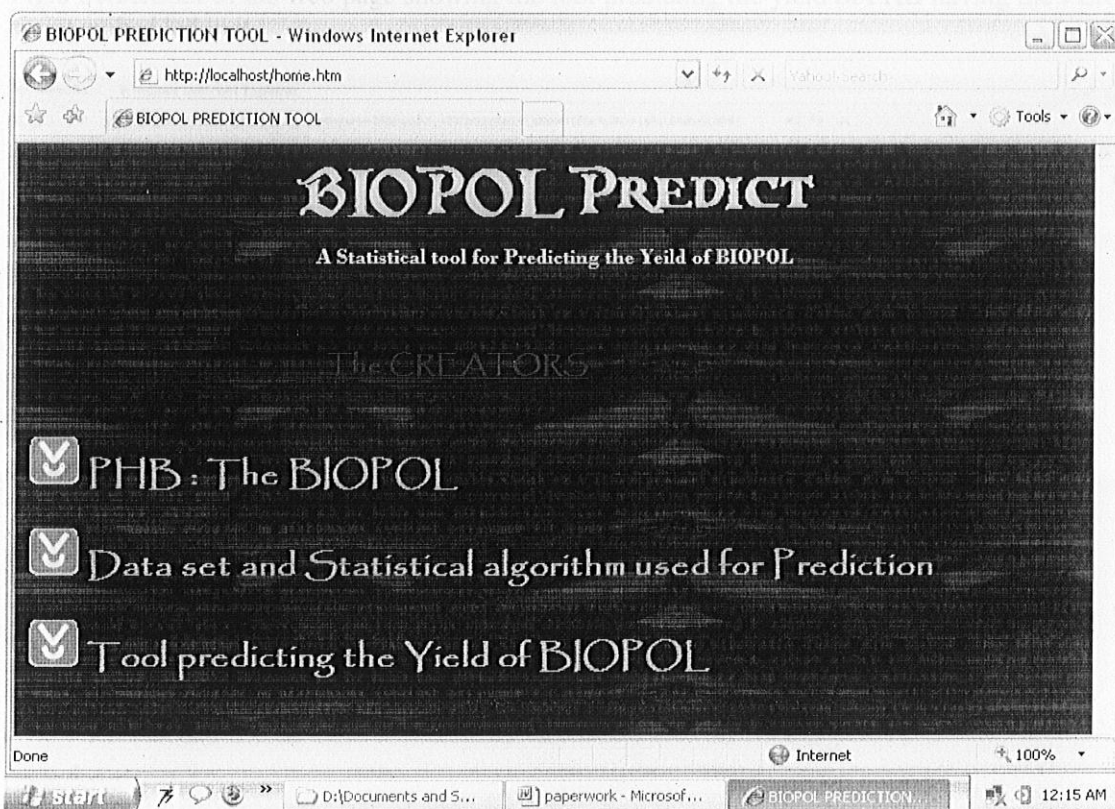 BIOPOL PREDICTION TOOL - Windows Internet Explorer
http://localhost/home.htm
Yahoo! Search
BIOPOL PREDICTION TOOL
Tools
BIOPOL PREDICT
A Statistical tool for Predicting the Yeild of BIOPOL
The CREATORS
PHB : The BIOPOL
Data set and Statistical algorithm used for Prediction
Tool predicting the Yield of BIOPOL
Done
Internet
100%
start
D:\Documents and S...
paperwork - Microsof...
BIOPOL PREDICTION...
12:15 AM